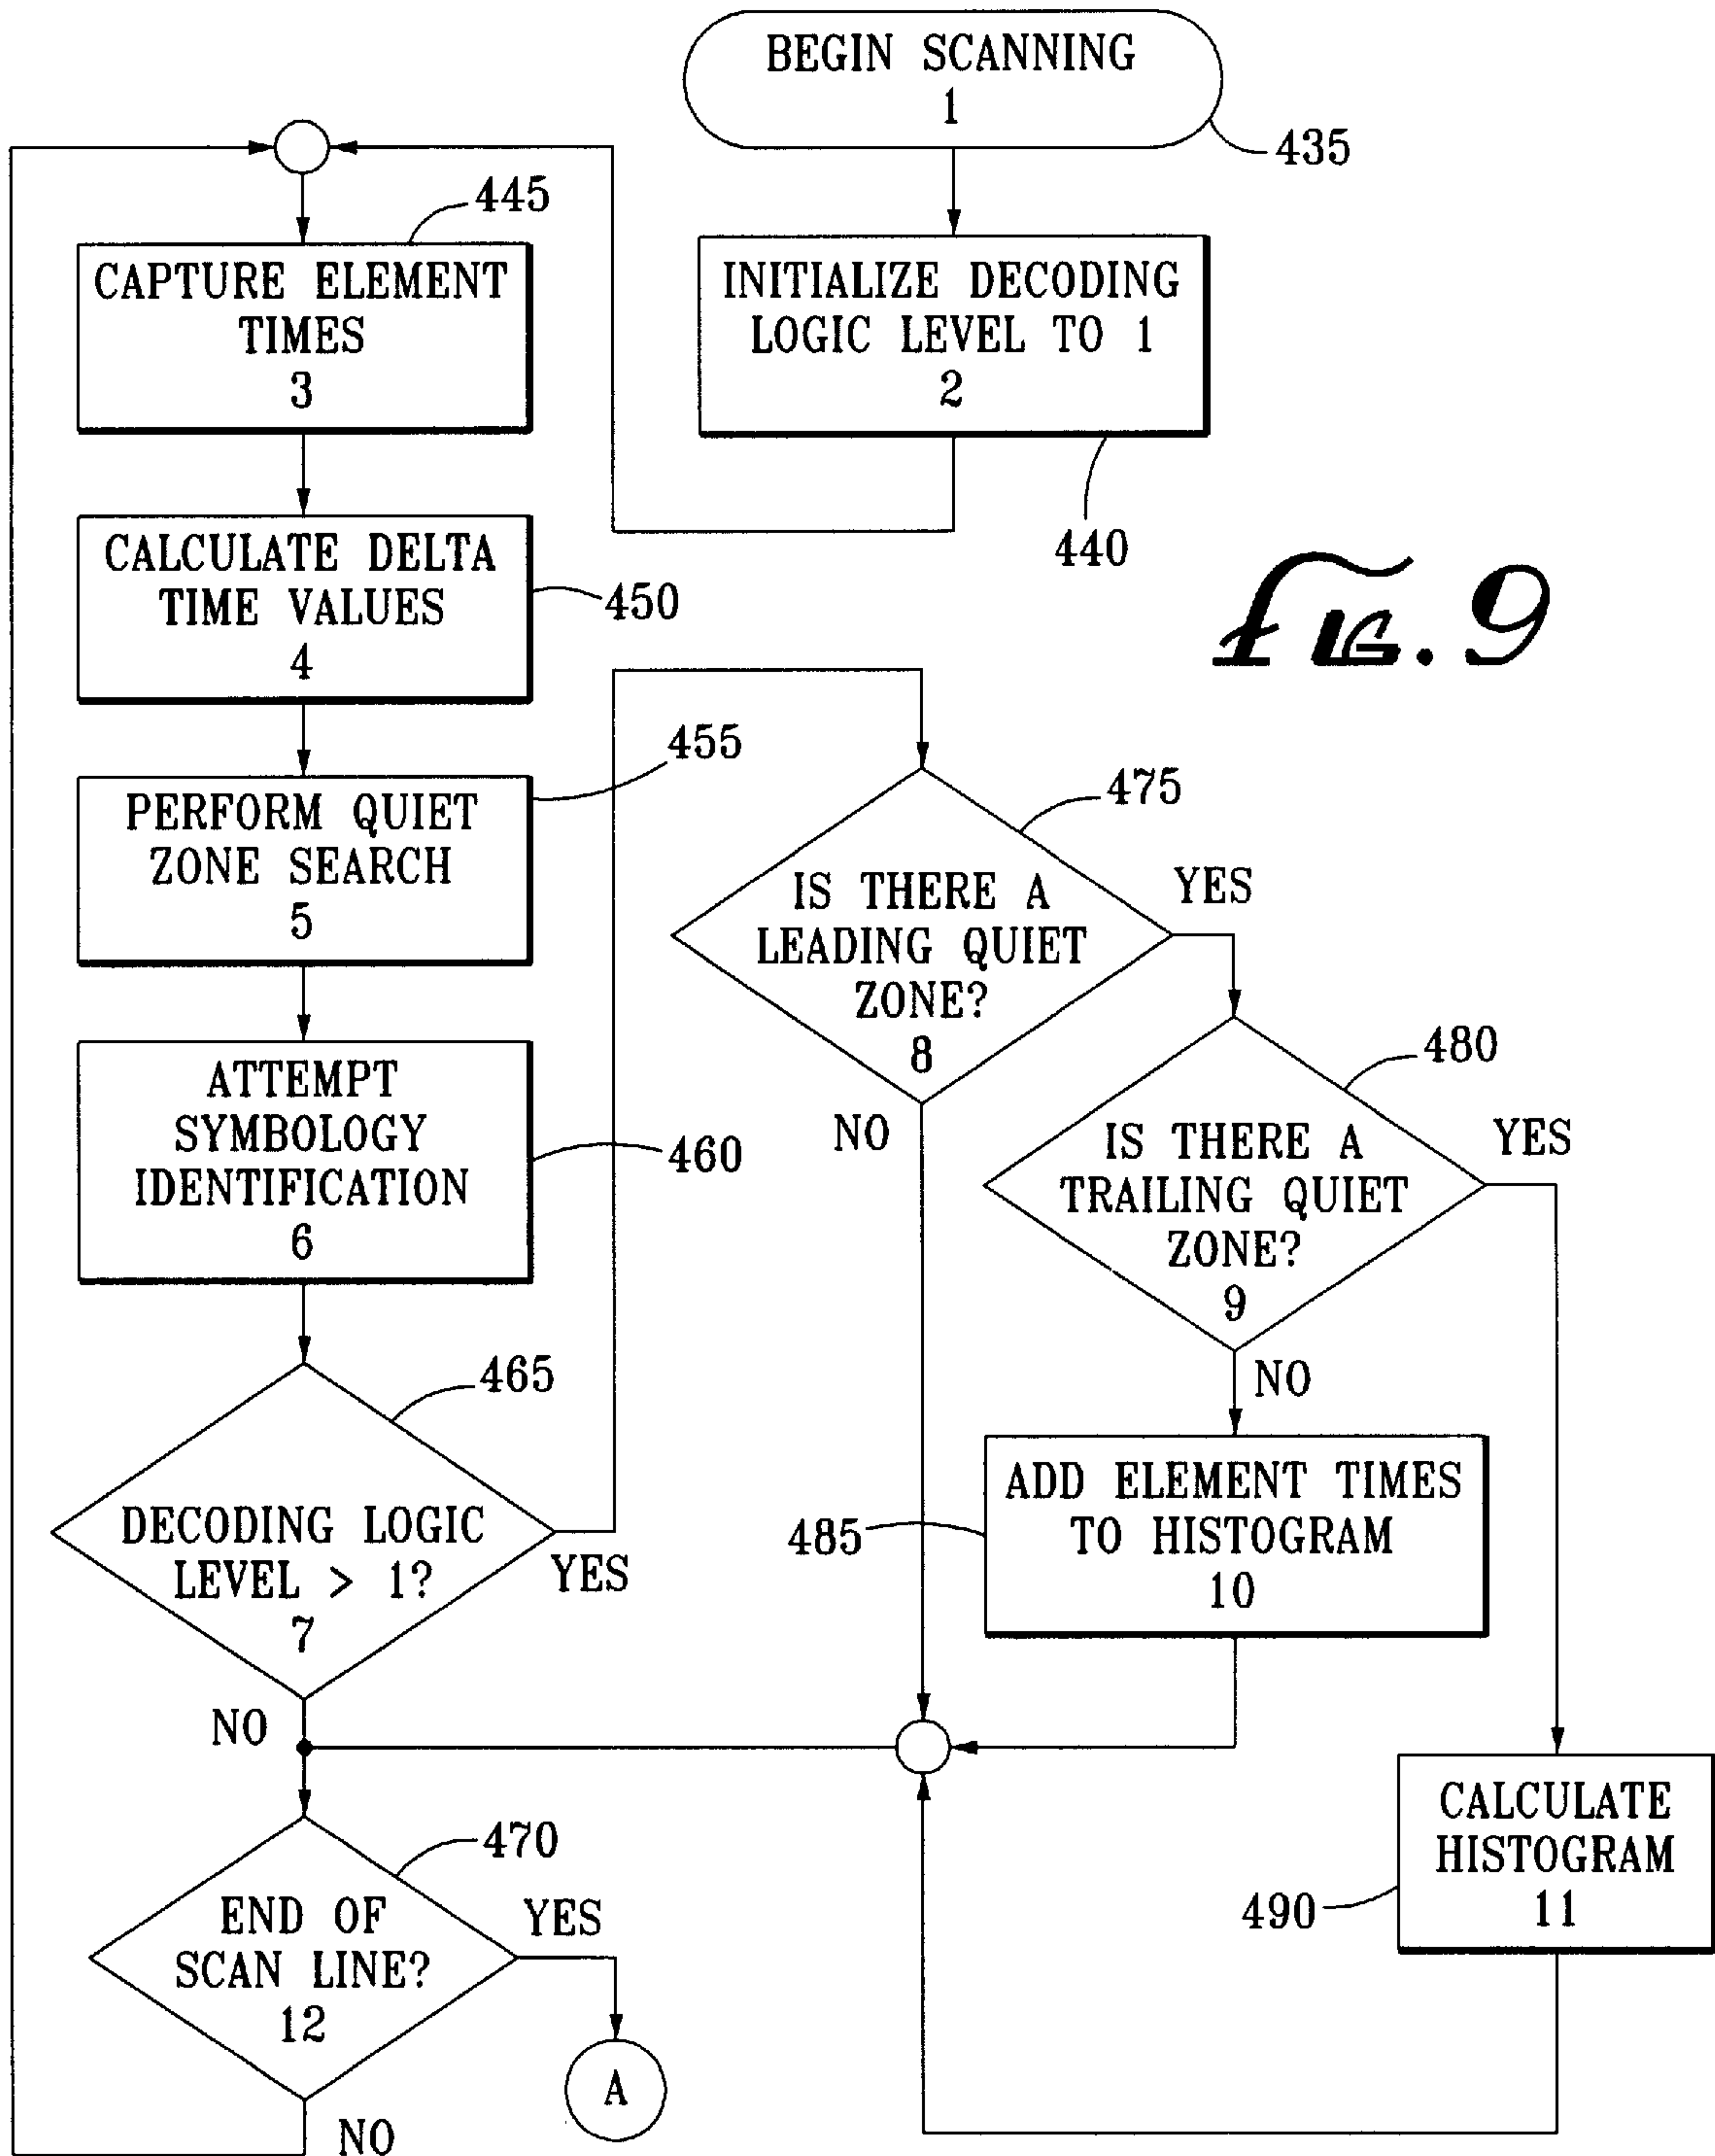 BEGIN SCANNING
1
435
INITIALIZE DECODING
LOGIC LEVEL TO 1
2
440
445
CAPTURE ELEMENT
TIMES
3
CALCULATE DELTA
TIME VALUES
4
450
FIG. 9
455
PERFORM QUIET
ZONE SEARCH
5
ATTEMPT
SYMBOLOGY
IDENTIFICATION
6
460
465
DECODING LOGIC
LEVEL > 1?
7
YES
NO
475
IS THERE A
LEADING QUIET
ZONE?
8
YES
NO
480
IS THERE A
TRAILING QUIET
ZONE?
9
YES
NO
485
ADD ELEMENT TIMES
TO HISTOGRAM
10
490
CALCULATE
HISTOGRAM
11
470
END OF
SCAN LINE?
12
YES
A
NO